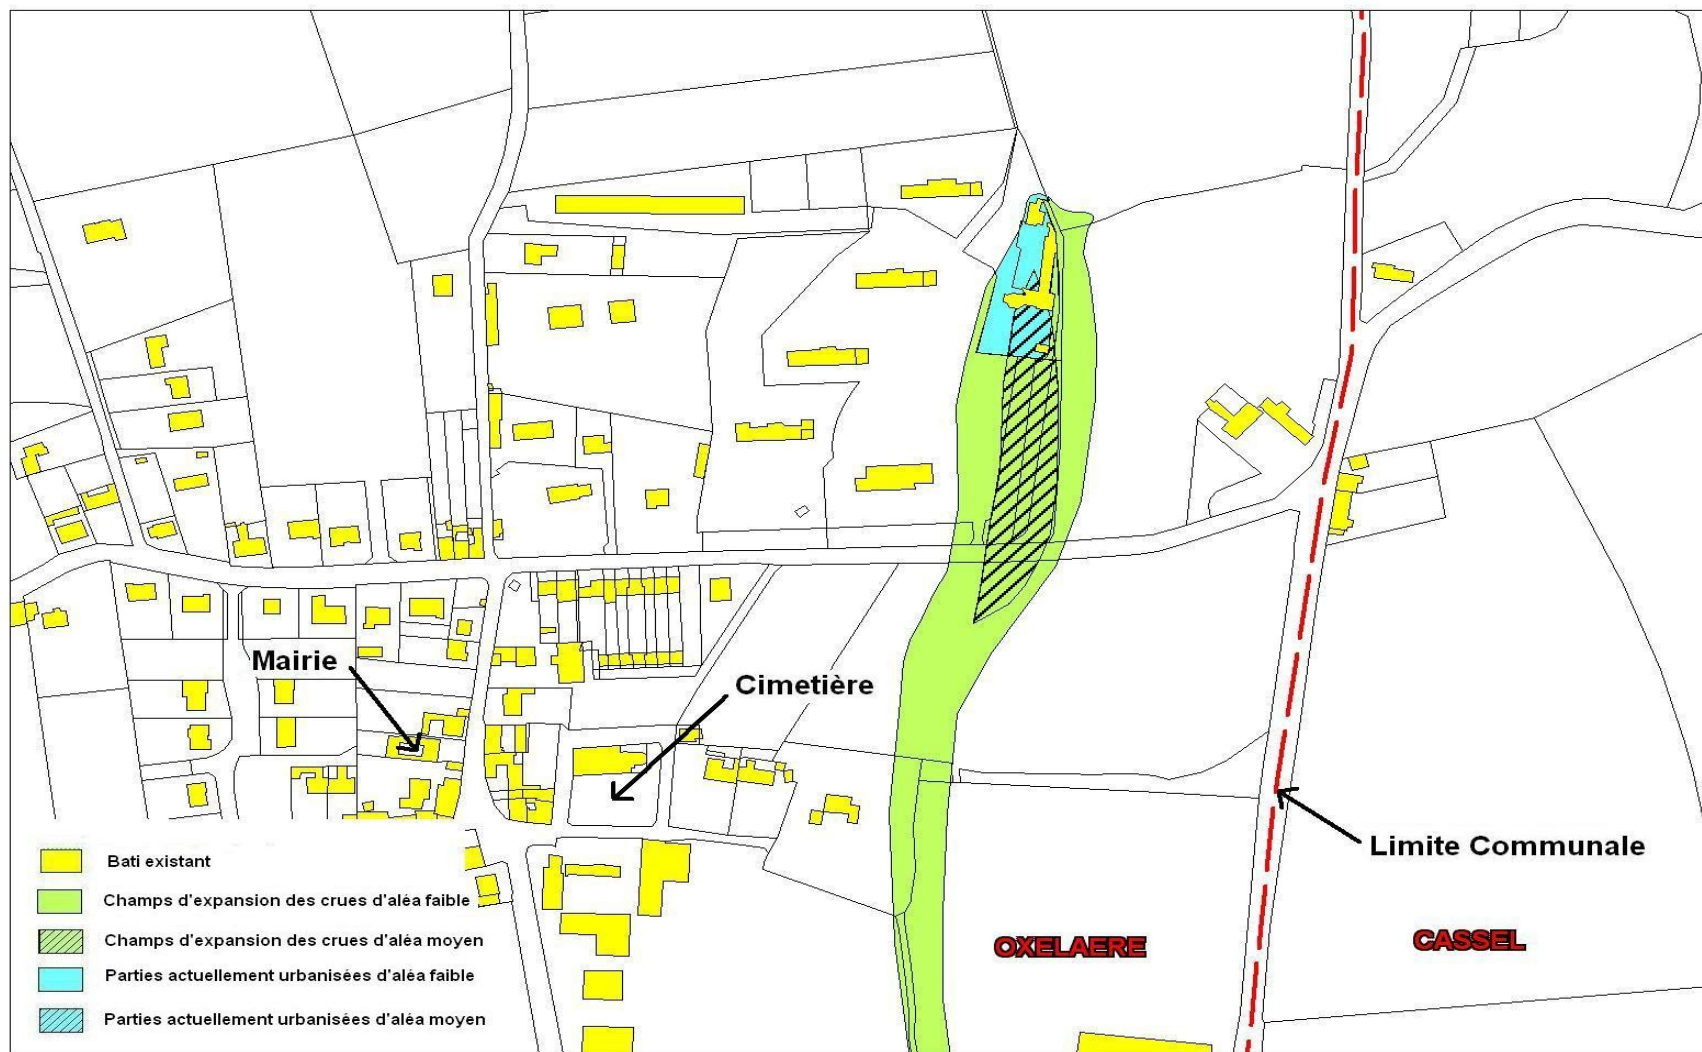 Mairie
Cimetière
Limite Communale
Bati existant
Champs d'expansion des crues d'aléa faible
Champs d'expansion des crues d'aléa moyen
Parties actuellement urbanisées d'aléa faible
Parties actuellement urbanisées d'aléa moyen
OXELAERE
CASSEL